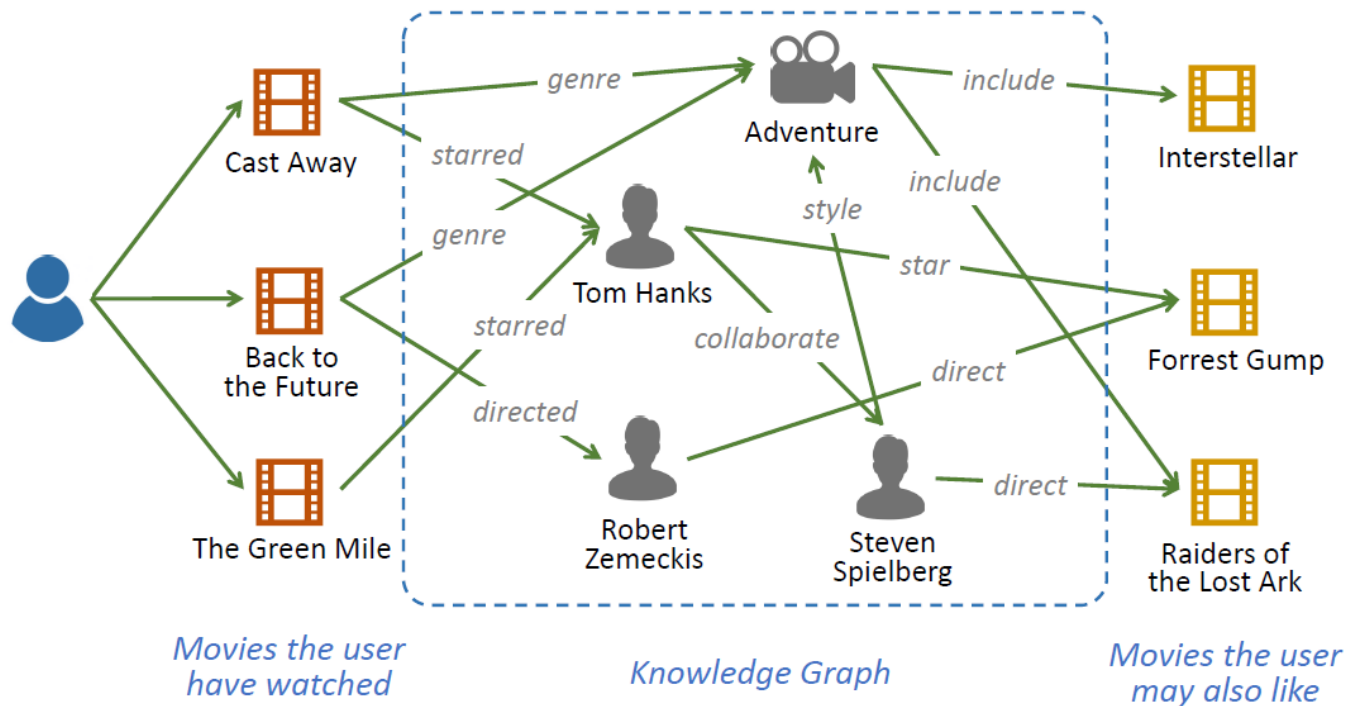 genre
include
Adventure
Cast Away
starred
Interstellar
include
style
genre
star
Tom Hanks
starred
collaborate
Back to
the Future
Forrest Gump
direct
directed
direct
The Green Mile
Robert
Zemeckis
Steven
Spielberg
Raiders of
the Lost Ark
Movies the user
have watched
Knowledge Graph
Movies the user
may also like